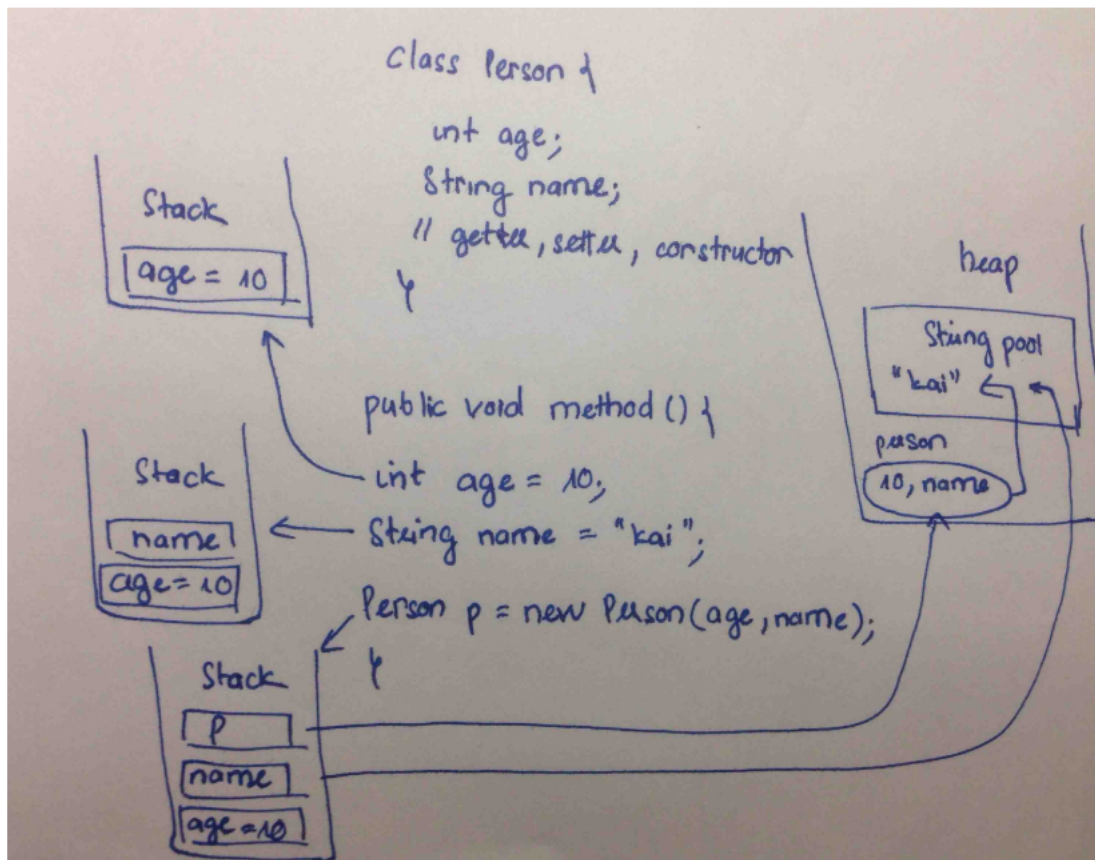 class Person {
int age;
String name;
// getter, setter, constructor
}
Stack
age = 10
heap
String pool
"kai"
person
10, name
public void method () {
int age = 10;
String name = "kai";
Person p = new Person(age, name);
}
Stack
name
age = 10
Stack
P
name
age = 10